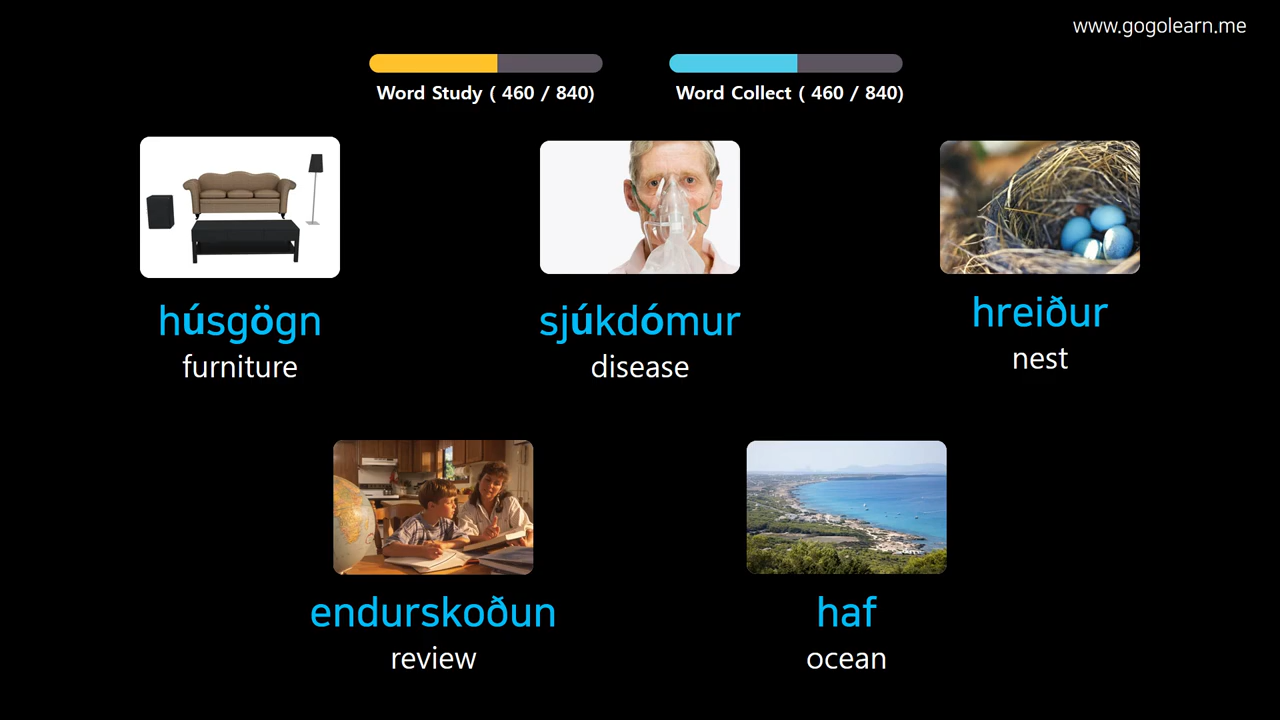 www.gogolearn.me
Word Study ( 460 / 840)
Word Collect ( 460 / 840)
húsgögn
furniture
sjúkdómur
disease
hreiður
nest
endurskoðun
review
haf
ocean